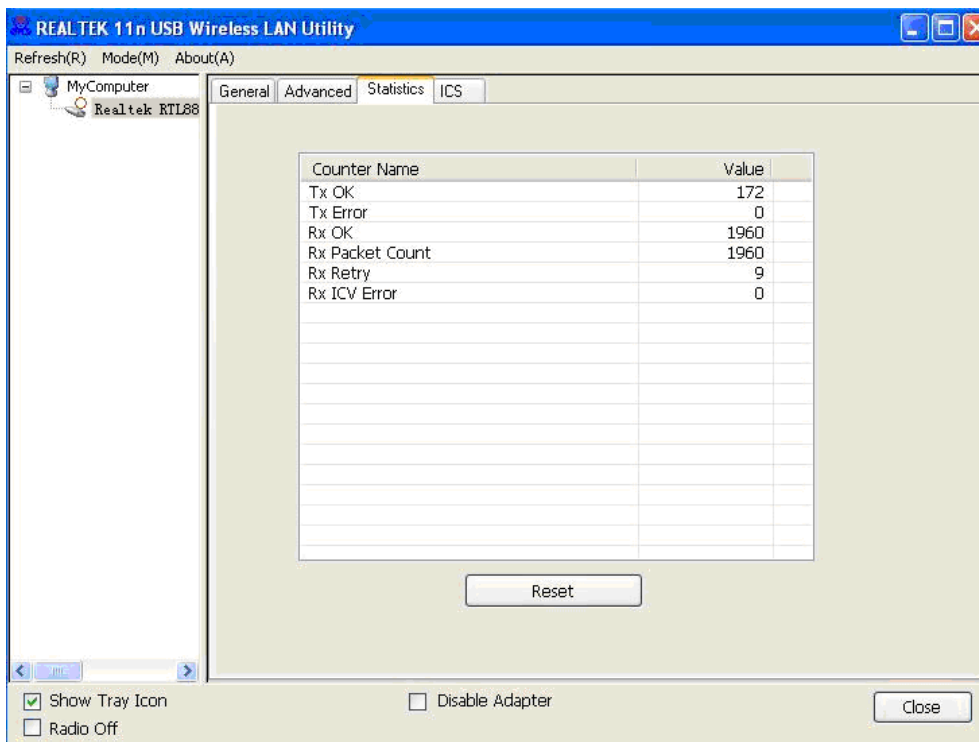 REALTEK 11n USB Wireless LAN Utility
Refresh(R) Mode(M) About(A)
MyComputer
Realtek RTL88
General Advanced Statistics ICS
Counter Name Value
Tx OK 172
Tx Error 0
Rx OK 1960
Rx Packet Count 1960
Rx Retry 9
Rx ICV Error 0
Reset
Show Tray Icon
Radio Off
Disable Adapter
Close